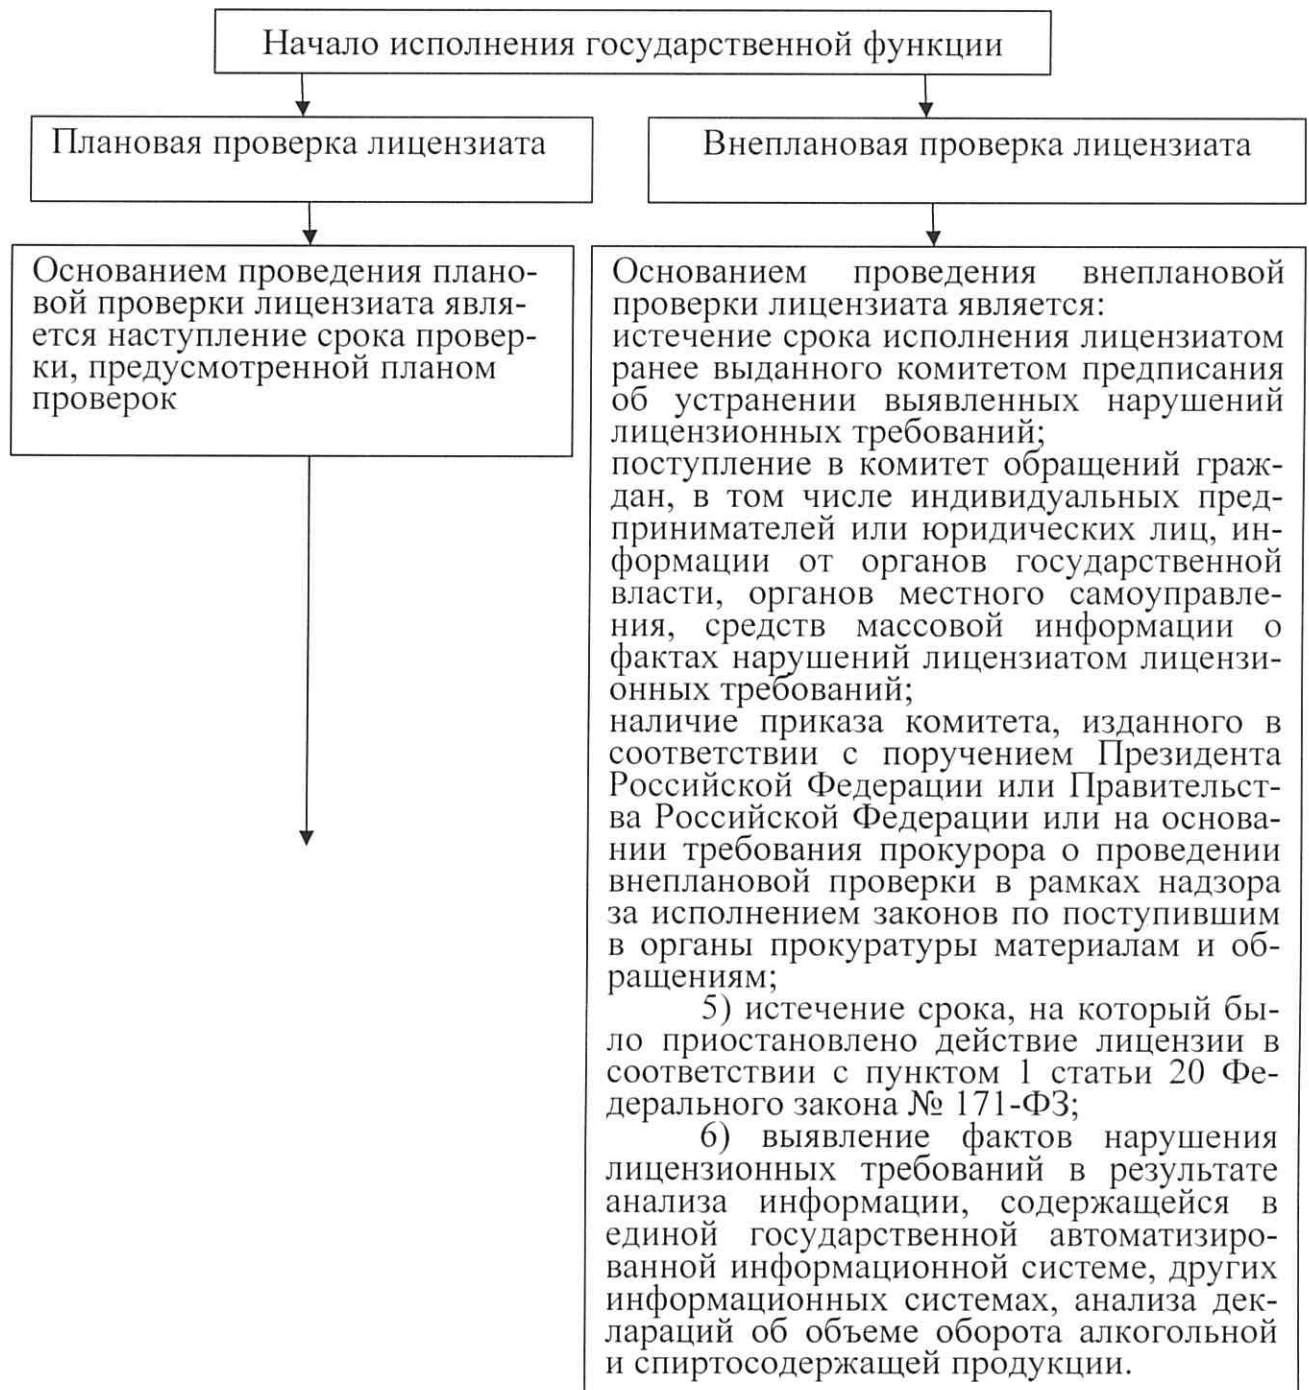 Начало исполнения государственной функции
Плановая проверка лицензиата
Внеплановая проверка лицензиата
Основанием проведения плано-
вой проверки лицензиата явля-
ется наступление срока провер-
ки, предусмотренной планом
проверок
Основанием проведения внеплановой
проверки лицензиата является:
истечение срока исполнения лицензиатом
ранее выданного комитетом предписания
об устранении выявленных нарушений
лицензионных требований;
поступление в комитет обращений граж-
дан, в том числе индивидуальных пред-
принимателей или юридических лиц, ин-
формации от органов государственной
власти, органов местного самоуправле-
ния, средств массовой информации о
фактах нарушений лицензиатом лицензи-
онных требований;
наличие приказа комитета, изданного в
соответствии с поручением Президента
Российской Федерации или Правительст-
ва Российской Федерации или на основа-
нии требования прокурора о проведении
внеплановой проверки в рамках надзора
за исполнением законов по поступившим
в органы прокуратуры материалам и об-
ращениям;
5) истечение срока, на который бы-
ло приостановлено действие лицензии в
соответствии с пунктом 1 статьи 20 Фе-
дерального закона № 171-ФЗ;
6) выявление фактов нарушения
лицензионных требований в результате
анализа информации, содержащейся в
единой государственной автоматизиро-
ванной информационной системе, других
информационных системах, анализа дек-
лараций об объеме оборота алкогольной
и спиртосодержащей продукции.